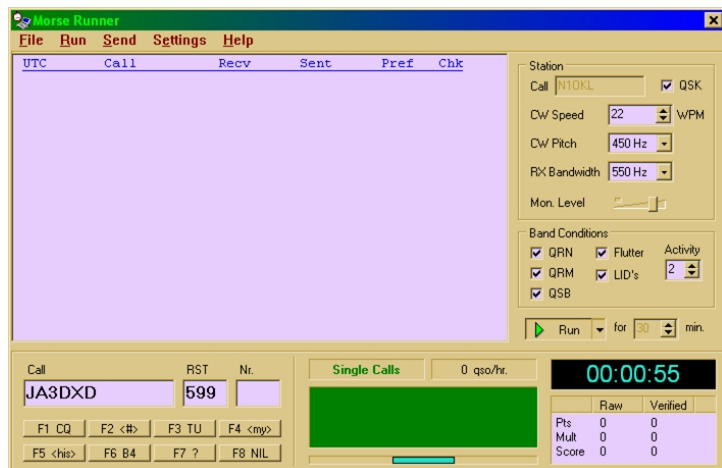 Morse Runner
File Run Send Settings Help
UTC Call Recv Sent Pref Chk
Station
Call N1OKL QSK
CW Speed 22 WPM
CW Pitch 450 Hz
RX Bandwidth 550 Hz
Mon. Level
Band Conditions
QRN Flutter Activity
QRM LID's 2
QSB
Run for 30 min.
Call RST Nr.
JA3DXD 599
F1 CQ F2 <#> F3 TU F4 <my>
F5 <his> F6 B4 F7 ? F8 NIL
Single Calls 0 qso/hr.
00:00:55
Raw Verified
Pts 0 0
Mult 0 0
Score 0 0